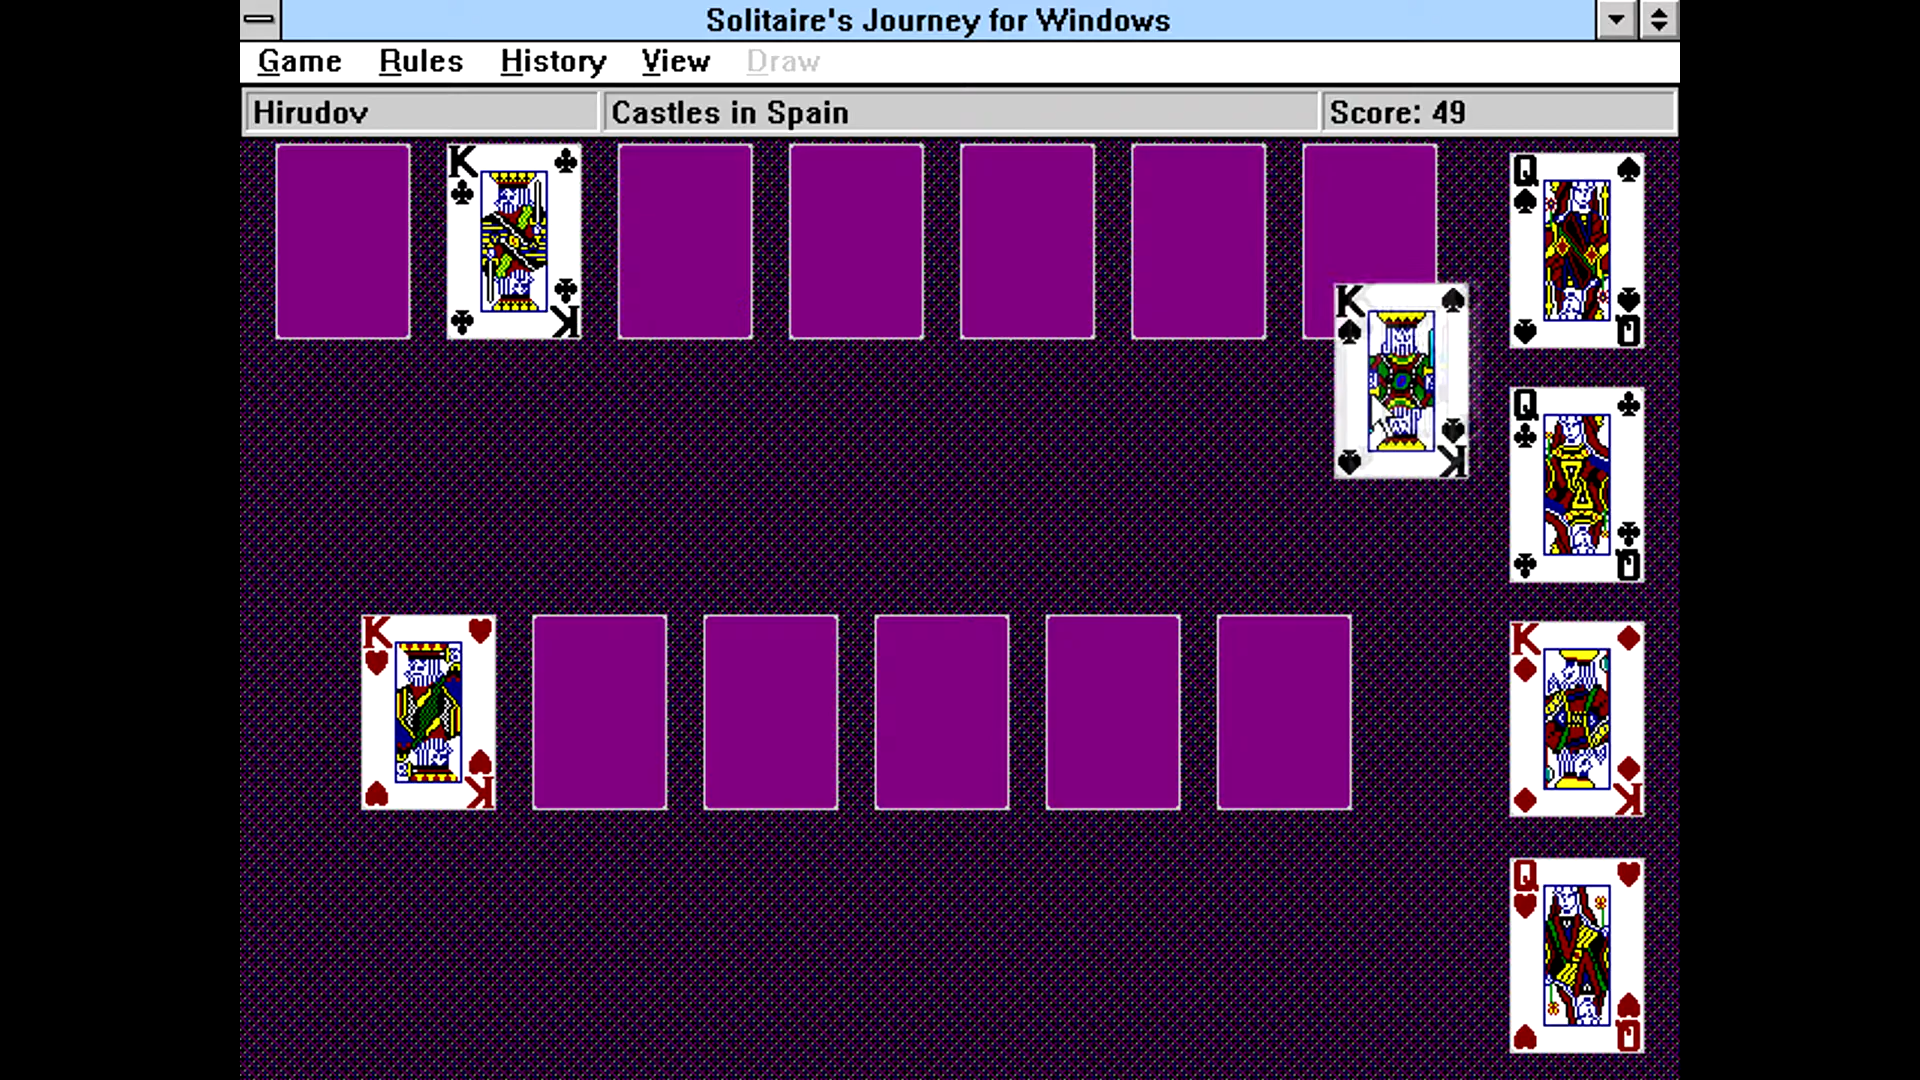 Solitaire's Journey for Windows
Game Rules History View Draw
Hirudov Castles in Spain Score: 49
K Q
K
K
K
Q
Q
K K
K
K
Q
Q